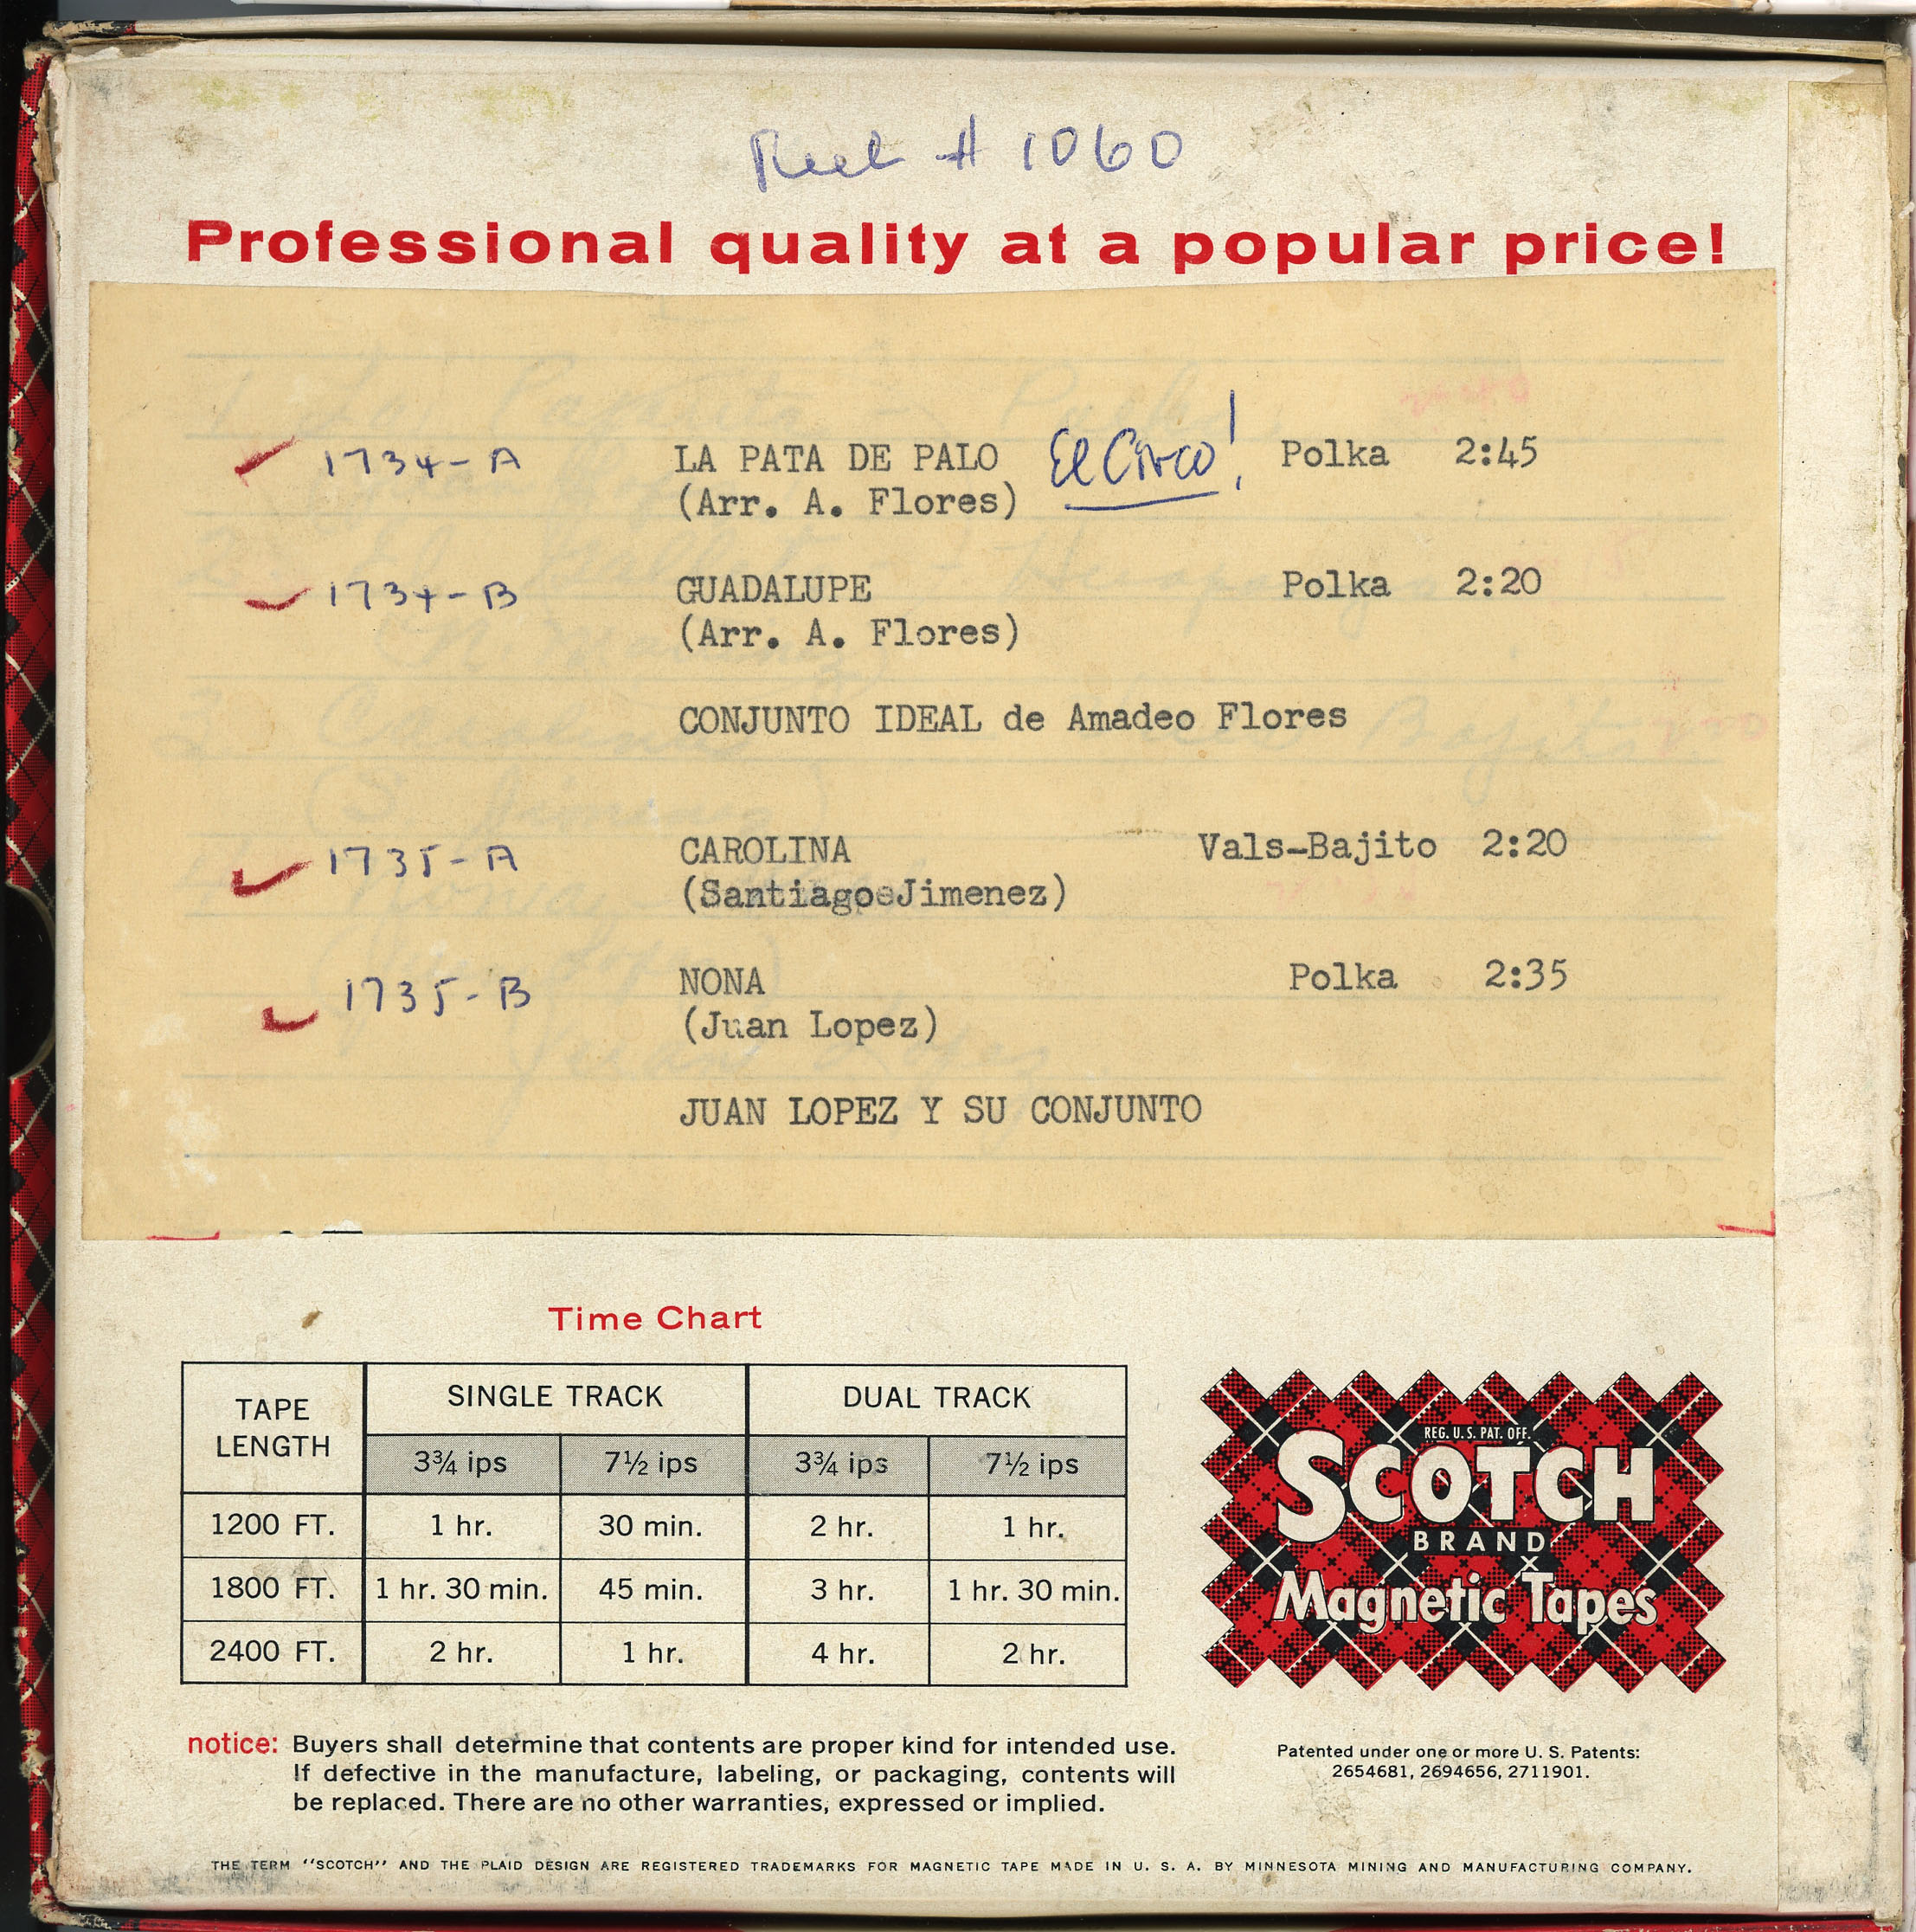 Reel # 1060
Professional quality at a popular price!
1734-A LA PATA DE PALO El Circo! Polka 2:45
(Arr. A. Flores)
1734-B GUADALUPE Polka 2:20
(Arr. A. Flores)
CONJUNTO IDEAL de Amadeo Flores
1735-A CAROLINA Vals-Bajito 2:20
(Santiago Jimenez)
1735-B NONA Polka 2:35
(Juan Lopez)
JUAN LOPEZ Y SU CONJUNTO
Time Chart
TAPE LENGTH SINGLE TRACK DUAL TRACK
3¾ ips 7½ ips 3¾ ips 7½ ips
1200 FT. 1 hr. 30 min. 2 hr. 1 hr.
1800 FT. 1 hr. 30 min. 45 min. 3 hr. 1 hr. 30 min.
2400 FT. 2 hr. 1 hr. 4 hr. 2 hr.
REG. U.S. PAT. OFF.
SCOTCH
BRAND
Magnetic Tapes
notice: Buyers shall determine that contents are proper kind for intended use.
If defective in the manufacture, labeling, or packaging, contents will
be replaced. There are no other warranties, expressed or implied.
Patented under one or more U. S. Patents:
2654681, 2694656, 2711901.
THE TERM "SCOTCH" AND THE PLAID DESIGN ARE REGISTERED TRADEMARKS FOR MAGNETIC TAPE MADE IN U. S. A. BY MINNESOTA MINING AND MANUFACTURING COMPANY.